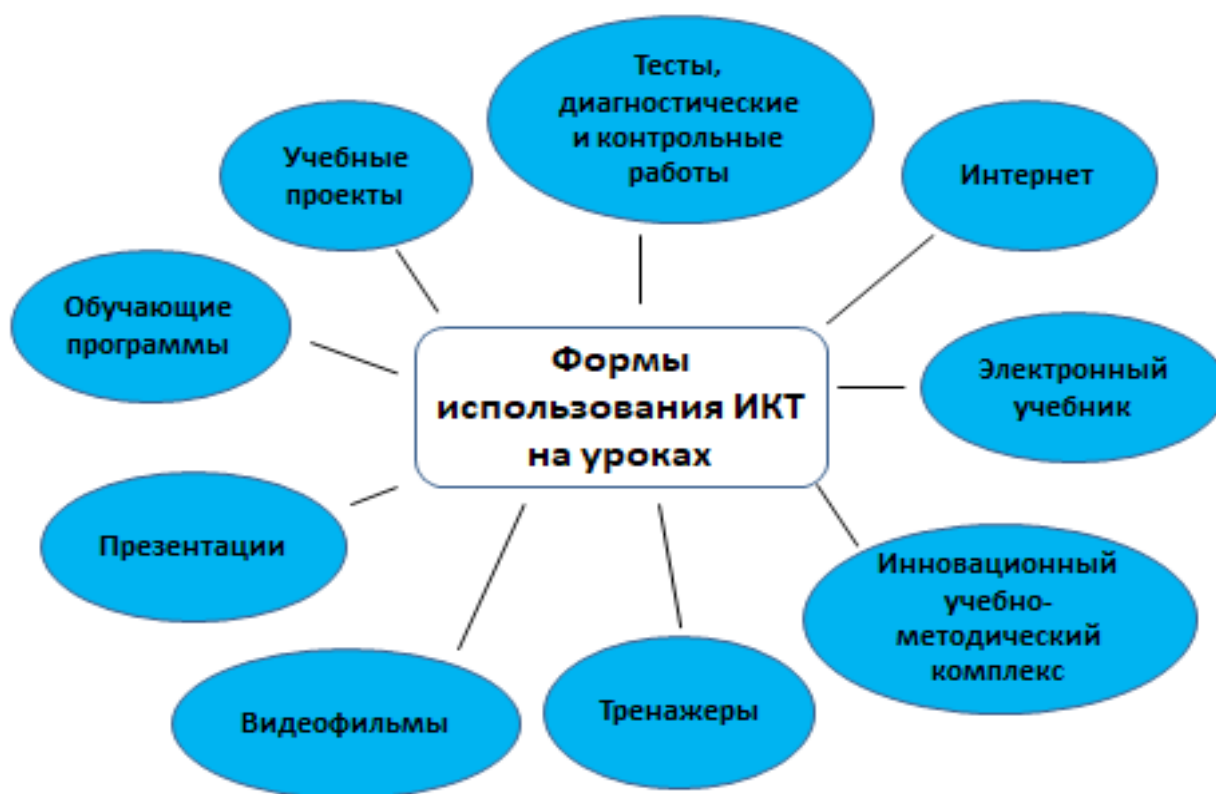 Тесты,
диагностические
и контрольные
работы
Учебные
проекты
Интернет
Обучающие
программы
Формы
использования ИКТ
на уроках
Электронный
учебник
Презентации
Инновационный
учебно-
методический
комплекс
Видеофильмы
Тренажеры